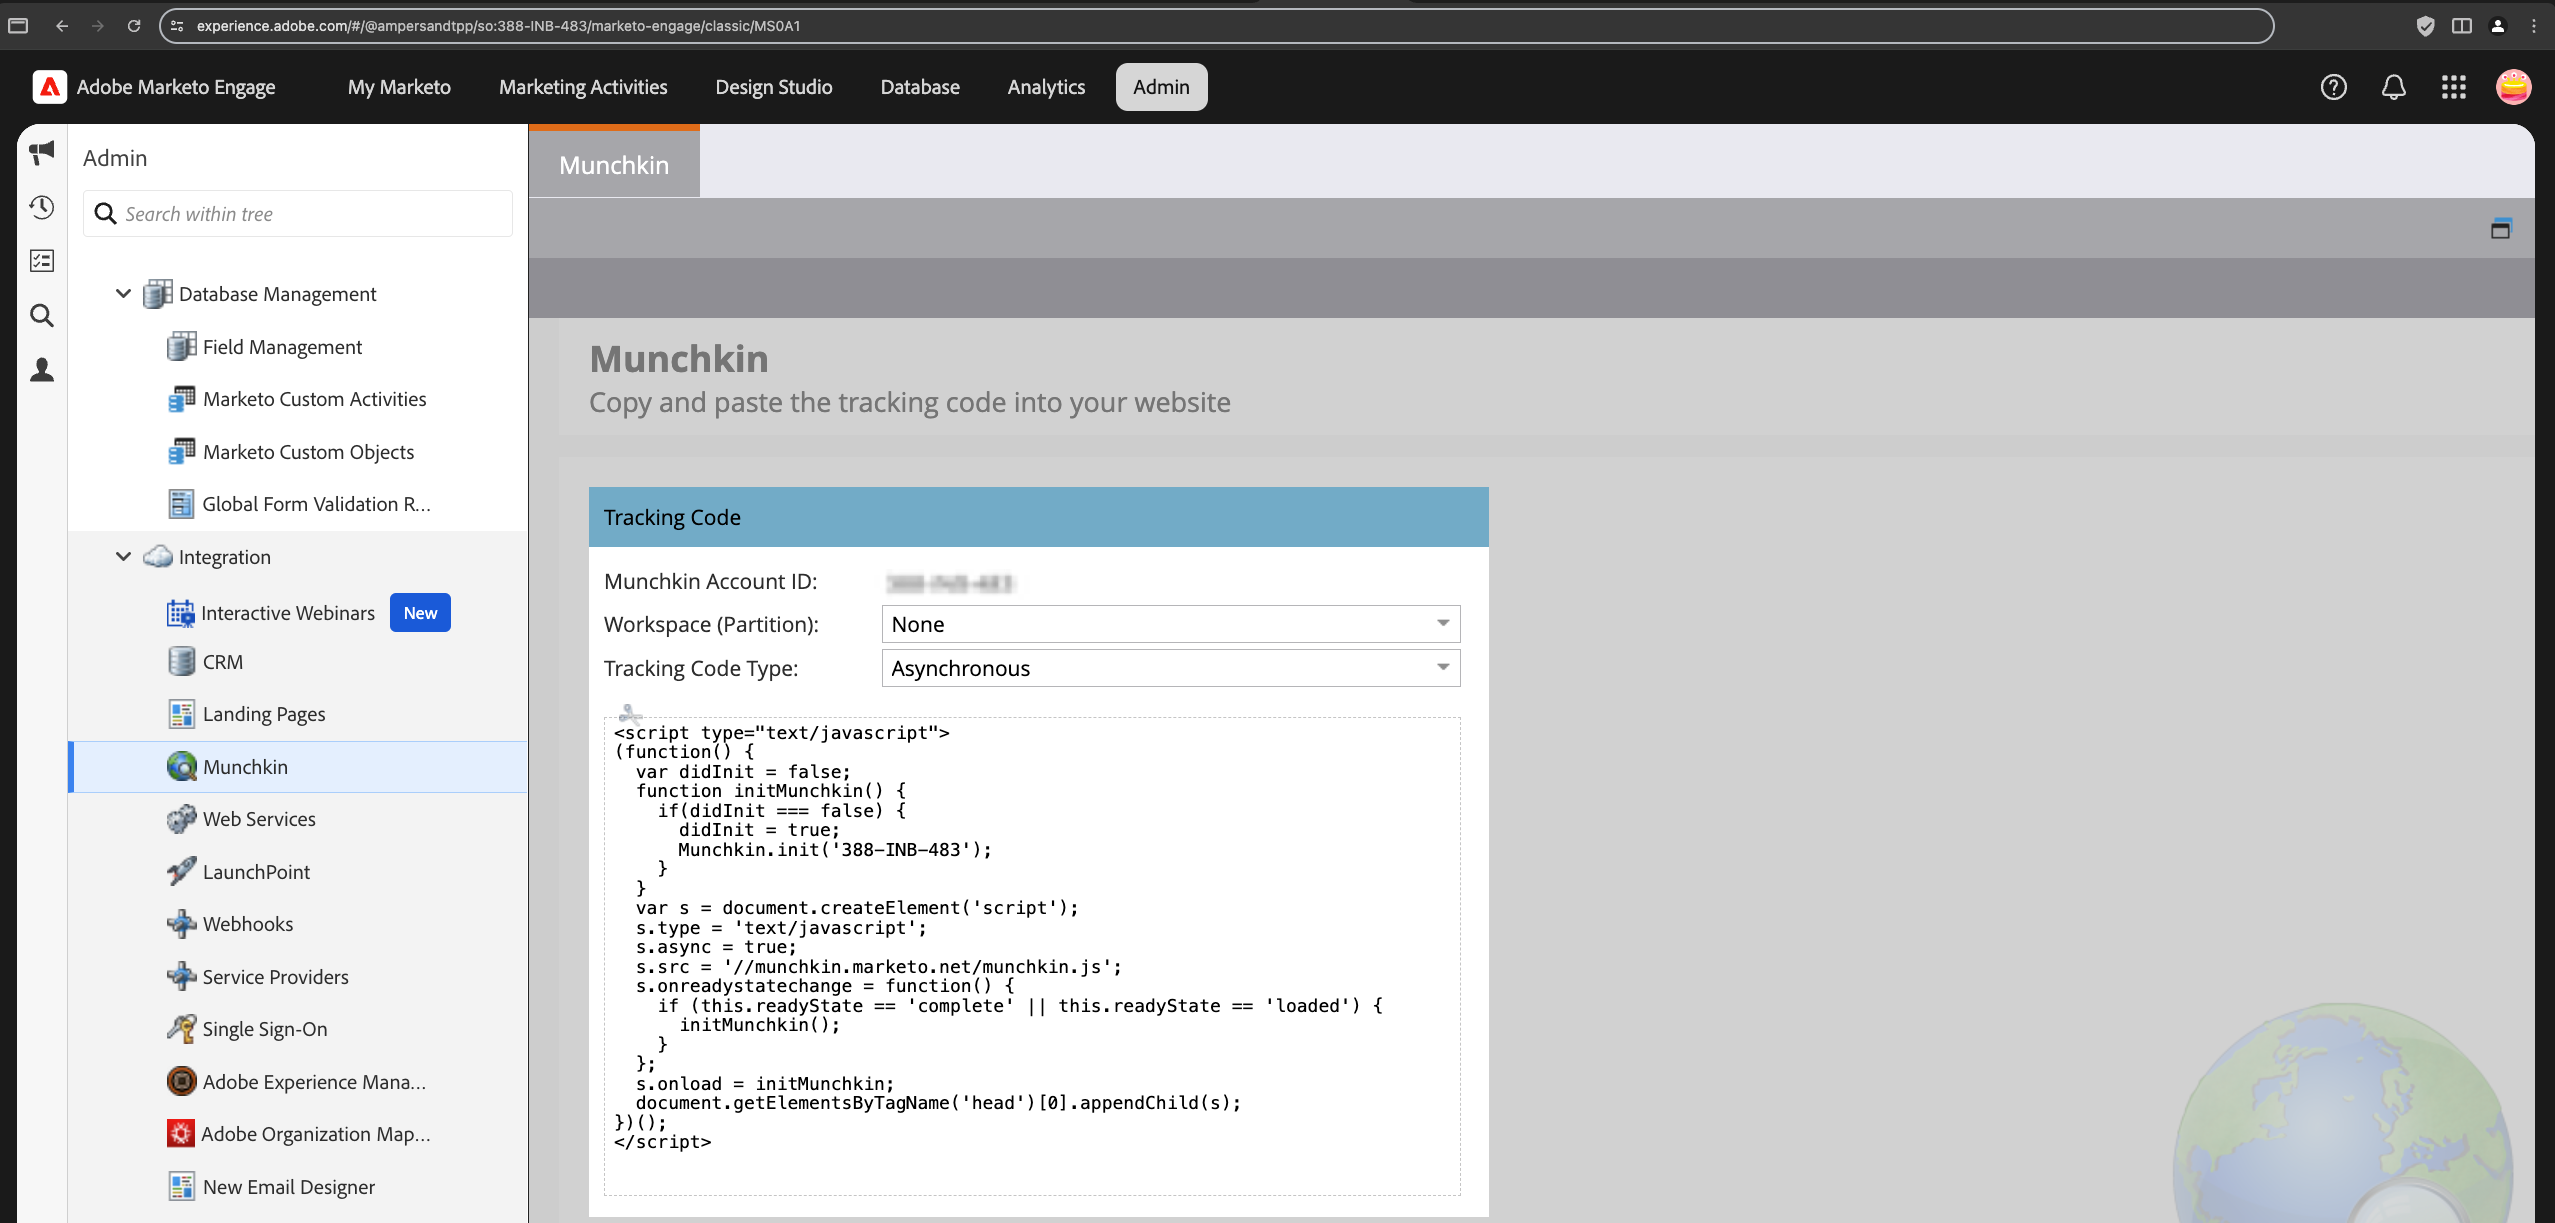 experience.adobe.com/#/@ampersandtpp/so:388-INB-483/marketo-engage/classic/MS0A1
Adobe Marketo Engage
My Marketo
Marketing Activities
Design Studio
Database
Analytics
Admin
Admin
Search within tree
Database Management
Field Management
Marketo Custom Activities
Marketo Custom Objects
Global Form Validation R...
Integration
Interactive Webinars New
CRM
Landing Pages
Munchkin
Web Services
LaunchPoint
Webhooks
Service Providers
Single Sign-On
Adobe Experience Mana...
Adobe Organization Map...
New Email Designer
Munchkin
Munchkin
Copy and paste the tracking code into your website
Tracking Code
Munchkin Account ID:
Workspace (Partition): None
Tracking Code Type: Asynchronous
<script type="text/javascript">
(function() {
  var didInit = false;
  function initMunchkin() {
    if(didInit === false) {
      didInit = true;
      Munchkin.init('388-INB-483');
    }
  }
  var s = document.createElement('script');
  s.type = 'text/javascript';
  s.async = true;
  s.src = '//munchkin.marketo.net/munchkin.js';
  s.onreadystatechange = function() {
    if (this.readyState == 'complete' || this.readyState == 'loaded') {
      initMunchkin();
    }
  };
  s.onload = initMunchkin;
  document.getElementsByTagName('head')[0].appendChild(s);
})();
</script>